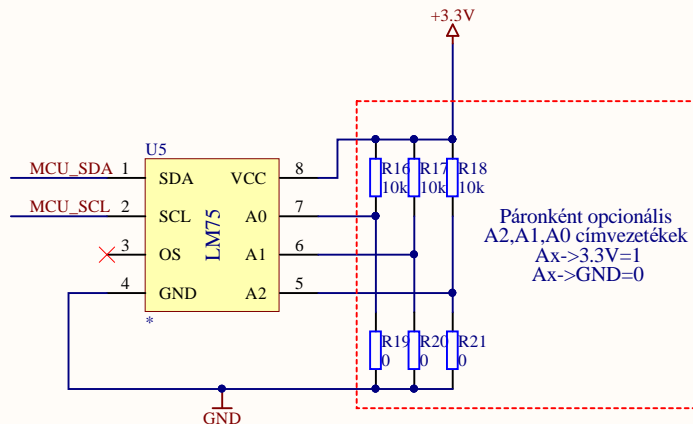 +3.3V
U5
MCU_SDA 1 SDA VCC 8
MCU_SCL 2 SCL A0 7
3 OS A1 6
4 GND A2 5
LM75
*
R16 R17 R18
10k 10k 10k
Páronként opcionális
A2,A1,A0 címvezetékek
Ax->3.3V=1
Ax->GND=0
R19 R20 R21
0 0 0
GND